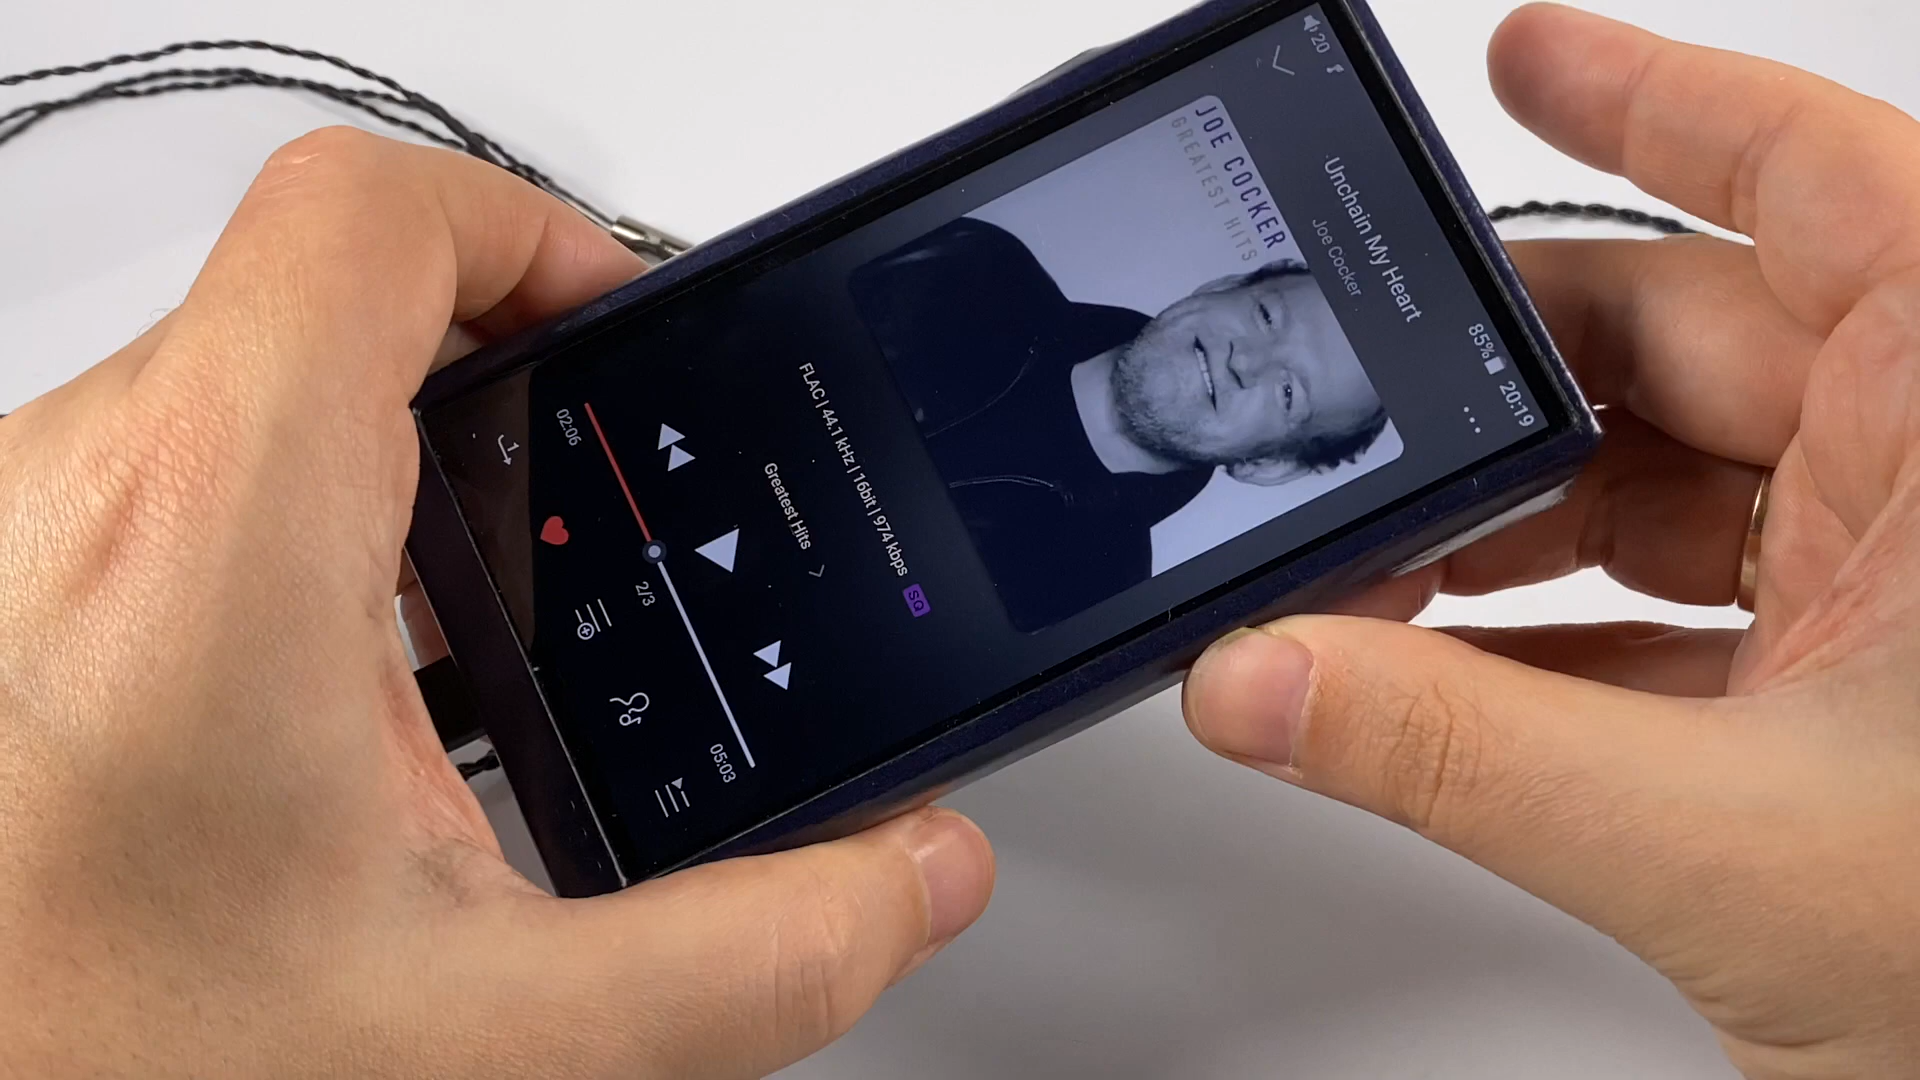 20
85% 20:19
Unchain My Heart
Joe Cocker
JOE COCKER
GREATEST HITS
FLAC | 44.1 kHz | 16bit | 974 kbps SQ
Greatest Hits
02:06 2/3 05:03
1